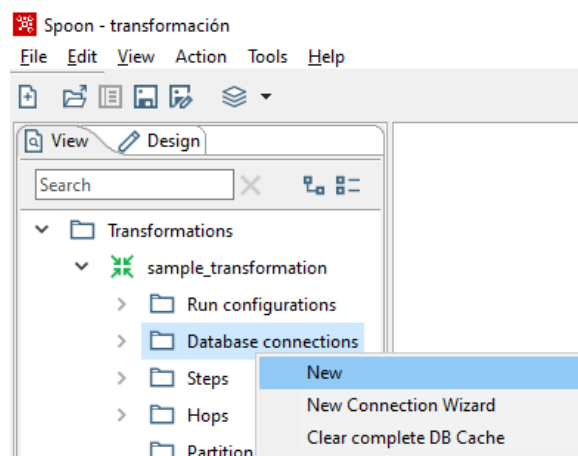 Spoon - transformación
File Edit View Action Tools Help
View Design
Search
Transformations
sample_transformation
Run configurations
Database connections
New
Steps
New Connection Wizard
Hops
Clear complete DB Cache
Partition